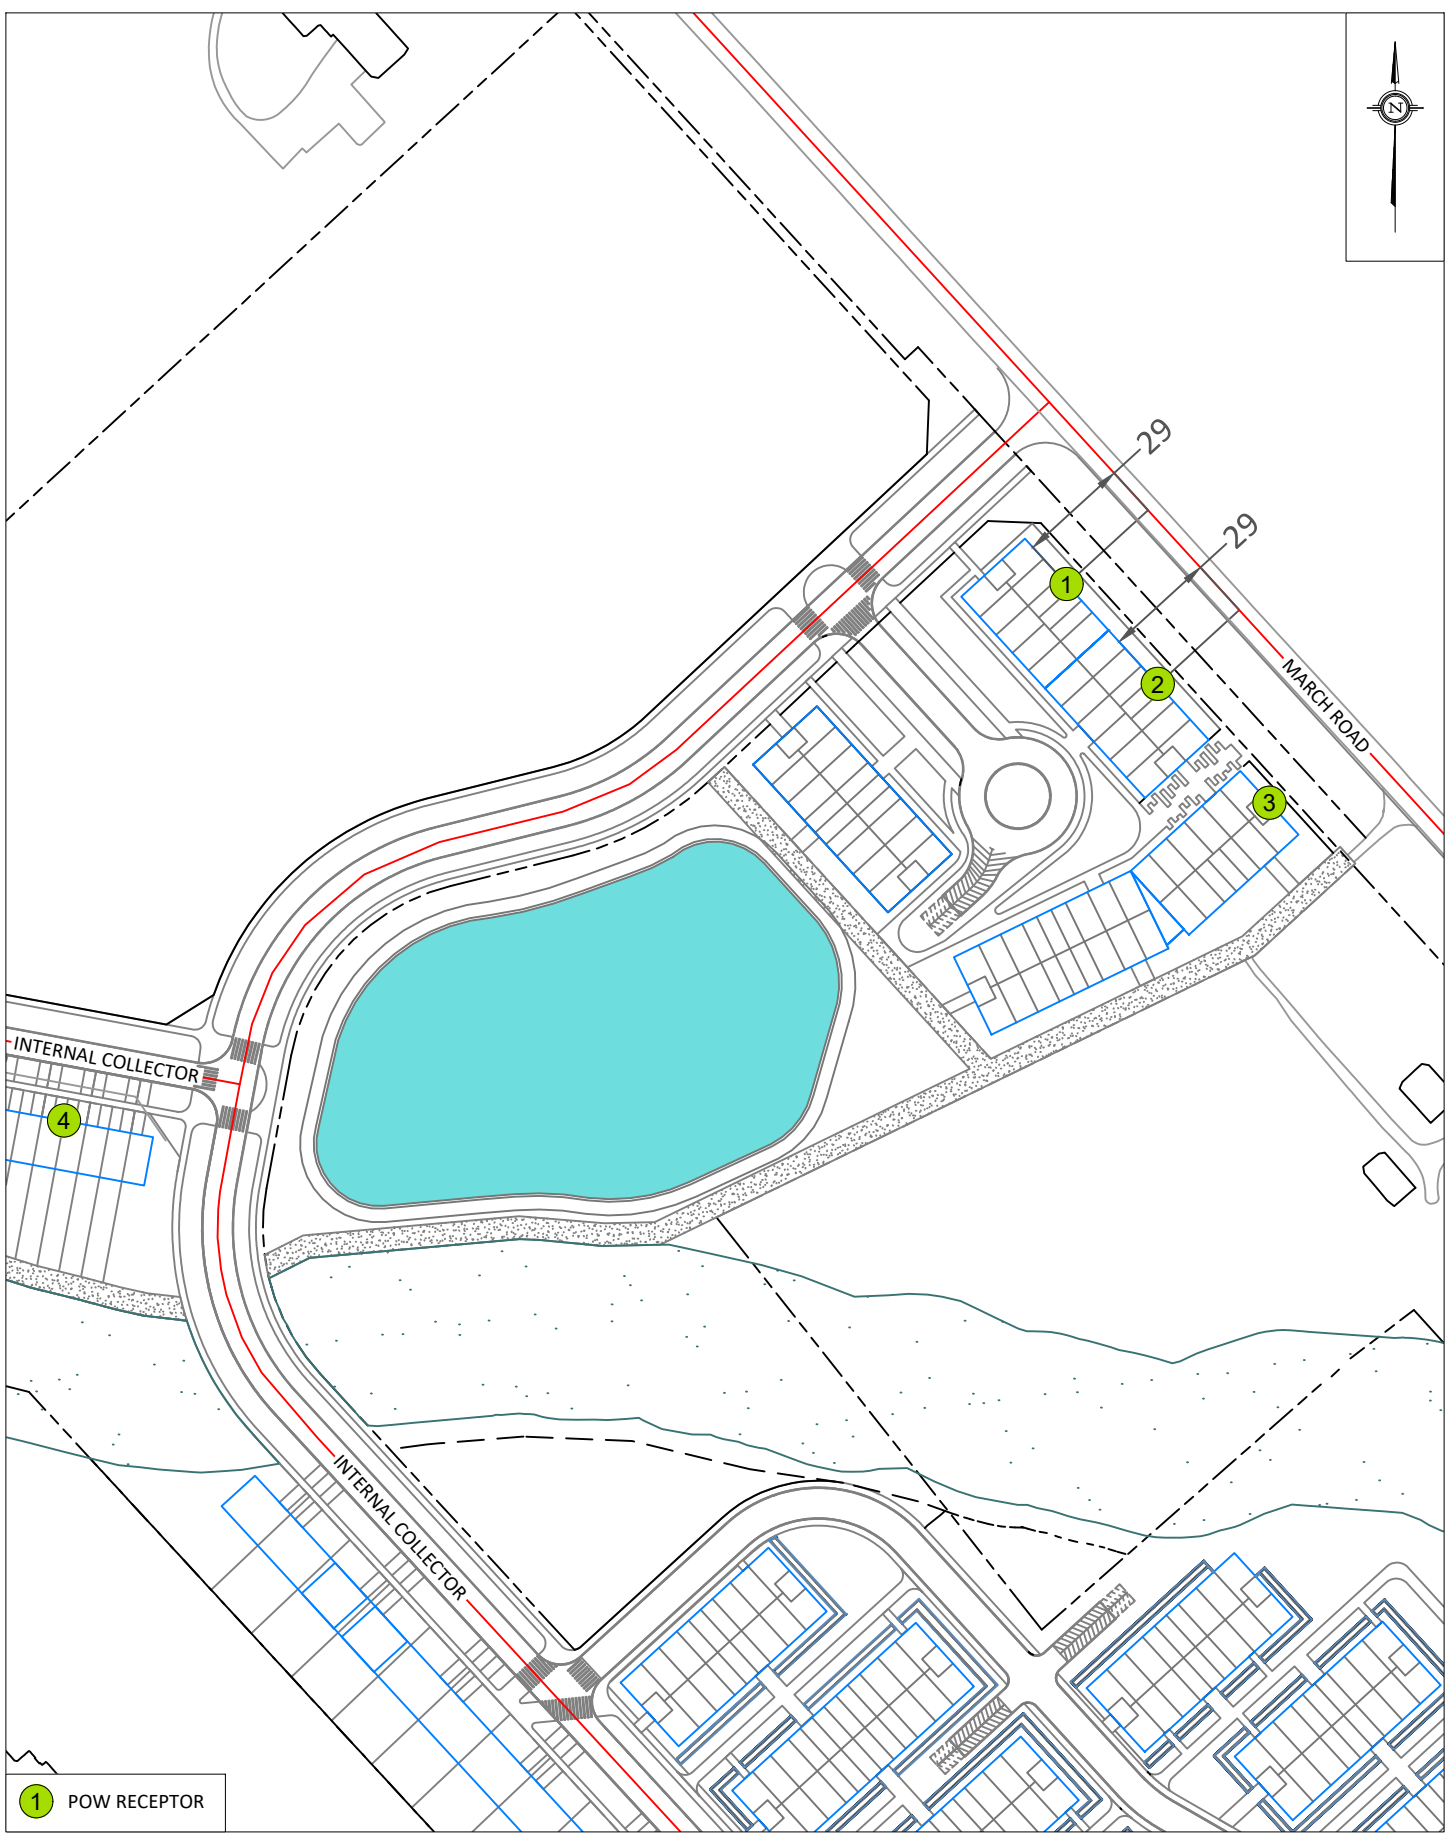 N
29
29
1
2
MARCH ROAD
3
INTERNAL COLLECTOR
4
INTERNAL COLLECTOR
1 POW RECEPTOR